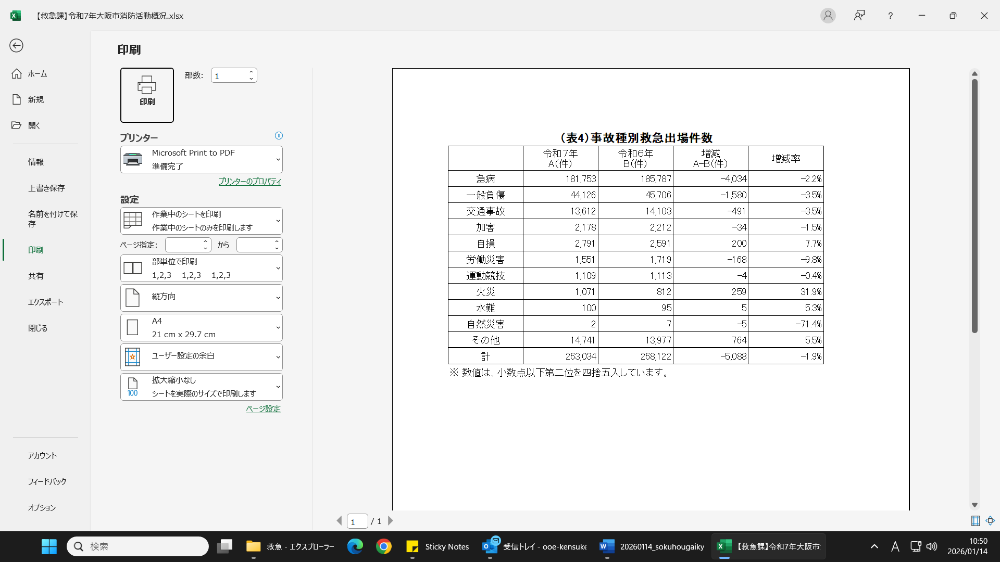 【救急課】令和7年大阪市消防活動概況.xlsx
?
印刷
ホーム
新規
開く
情報
上書き保存
名前を付けて保
存
印刷
共有
エクスポート
閉じる
アカウント
フィードバック
オプション
印刷
部数: 1
プリンター
Microsoft Print to PDF
準備完了
プリンターのプロパティ
設定
作業中のシートを印刷
作業中のシートのみを印刷します
ページ指定: から
部単位で印刷
1,2,3 1,2,3 1,2,3
縦方向
A4
21 cm x 29.7 cm
ユーザー設定の余白
100
拡大縮小なし
シートを実際のサイズで印刷します
ページ設定
（表4）事故種別救急出場件数
令和７年 A（件） 令和６年 B（件） 増減 A－B（件） 増減率
急病 181,753 185,787 -4,034 -2.2%
一般負傷 44,126 45,706 -1,580 -3.5%
交通事故 13,612 14,103 -491 -3.5%
加害 2,178 2,212 -34 -1.5%
自損 2,791 2,591 200 7.7%
労働災害 1,551 1,719 -168 -9.8%
運動競技 1,109 1,113 -4 -0.4%
火災 1,071 812 259 31.9%
水難 100 95 5 5.3%
自然災害 2 7 -5 -71.4%
その他 14,741 13,977 764 5.5%
計 263,034 268,122 -5,088 -1.9%
※ 数値は、小数点以下第二位を四捨五入しています。
1 / 1
検索
救急 - エクスプローラー
Sticky Notes
受信トレイ - ooe-kensuke
20260114_sokuhougaiky
【救急課】令和7年大阪市
A
10:50
2026/01/14